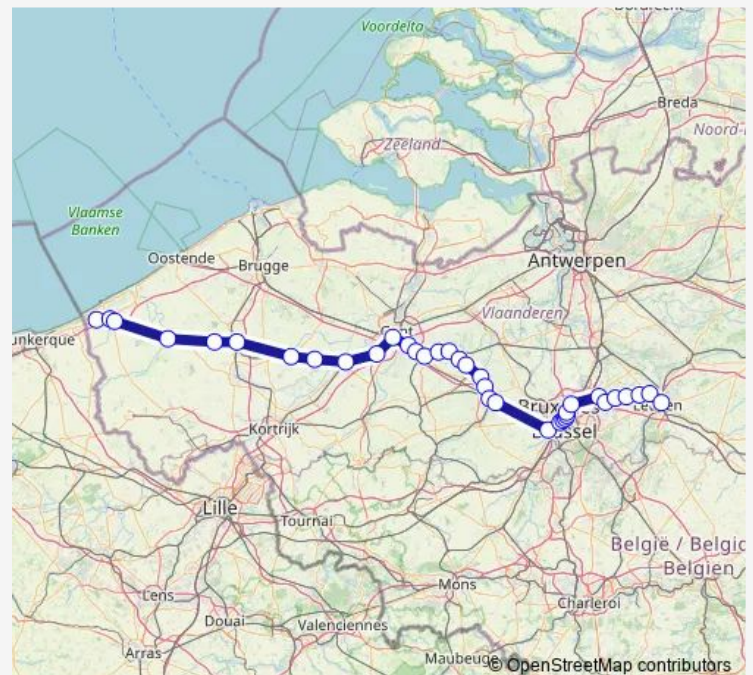 Voordelta
Breda
Zeeland
Noord-
Vlaamse
Banken
Oostende
Brugge
Antwerpen
Vlaanderen
unkerque
Kortrijk
Lille
Tournai
België / Belgic
Belgien
Mons
Lens
Charleroi
Douai
Valenciennes
Arras
Maubeuge
© OpenStreetMap contributors